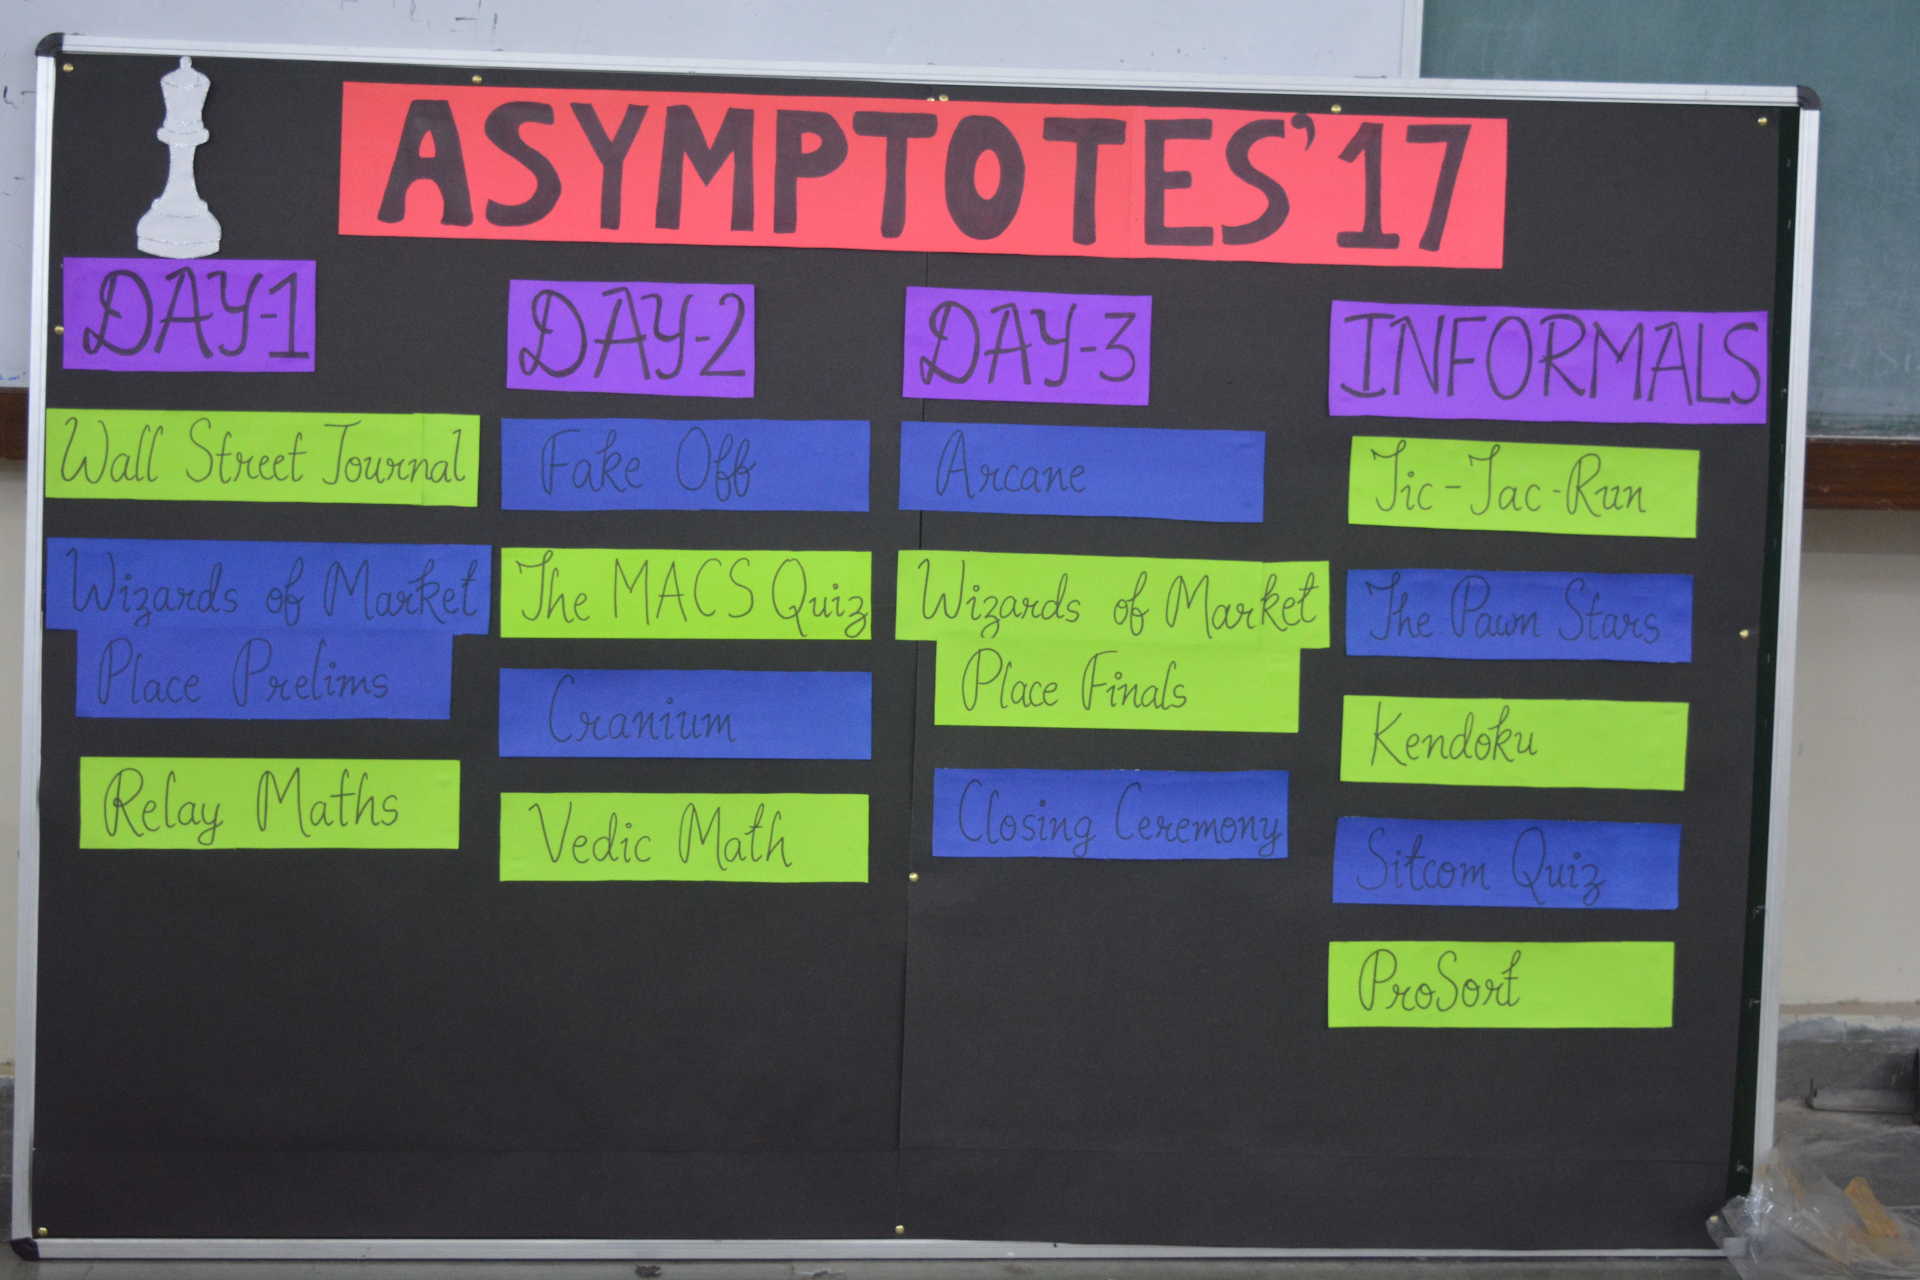 ASYMPTOTES'17
DAY-1
Wall Street Journal
Wizards of Market
Place Prelims
Relay Maths
DAY-2
Fake Off
The MACS Quiz
Cranium
Vedic Math
DAY-3
Arcane
Wizards of Market
Place Finals
Closing Ceremony
INFORMALS
Tic-Tac-Run
The Pawn Stars
Kendoku
Sitcom Quiz
ProSort